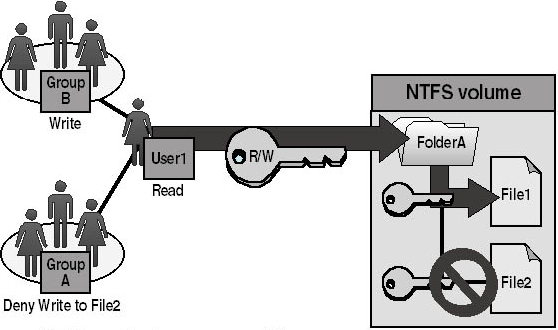 Group
B
Write
User1
Read
R/W
NTFS volume
FolderA
File1
File2
Group
A
Deny Write to File2